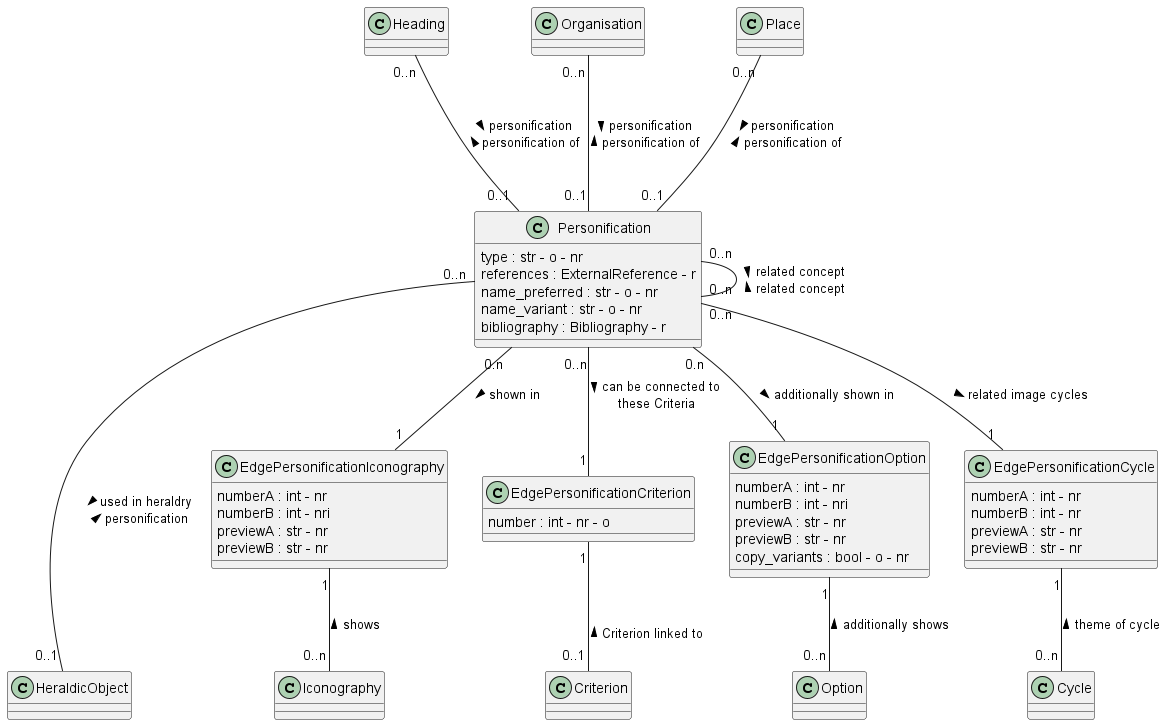 C Heading
C Organisation
C Place
0..n
0..n
0..n
personification
personification of
personification
personification of
personification
personification of
0..1
0..1
0..1
C Personification
type : str - o - nr
references : ExternalReference - r
name_preferred : str - o - nr
name_variant : str - o - nr
bibliography : Bibliography - r
0..n
0..n
related concept
related concept
0..n
0..n
0.n
0..n
0..n
shown in
can be connected to
these Criteria
additionally shown in
related image cycles
1
1
1
1
C EdgePersonificationIconography
numberA : int - nr
numberB : int - nri
previewA : str - nr
previewB : str - nr
C EdgePersonificationCriterion
number : int - nr - o
C EdgePersonificationOption
numberA : int - nr
numberB : int - nri
previewA : str - nr
previewB : str - nr
copy_variants : bool - o - nr
C EdgePersonificationCycle
numberA : int - nr
numberB : int - nr
previewA : str - nr
previewB : str - nr
used in heraldry
personification
1
1
1
1
shows
Criterion linked to
additionally shows
theme of cycle
0..1
0..n
0..1
0..n
0..n
C HeraldicObject
C Iconography
C Criterion
C Option
C Cycle